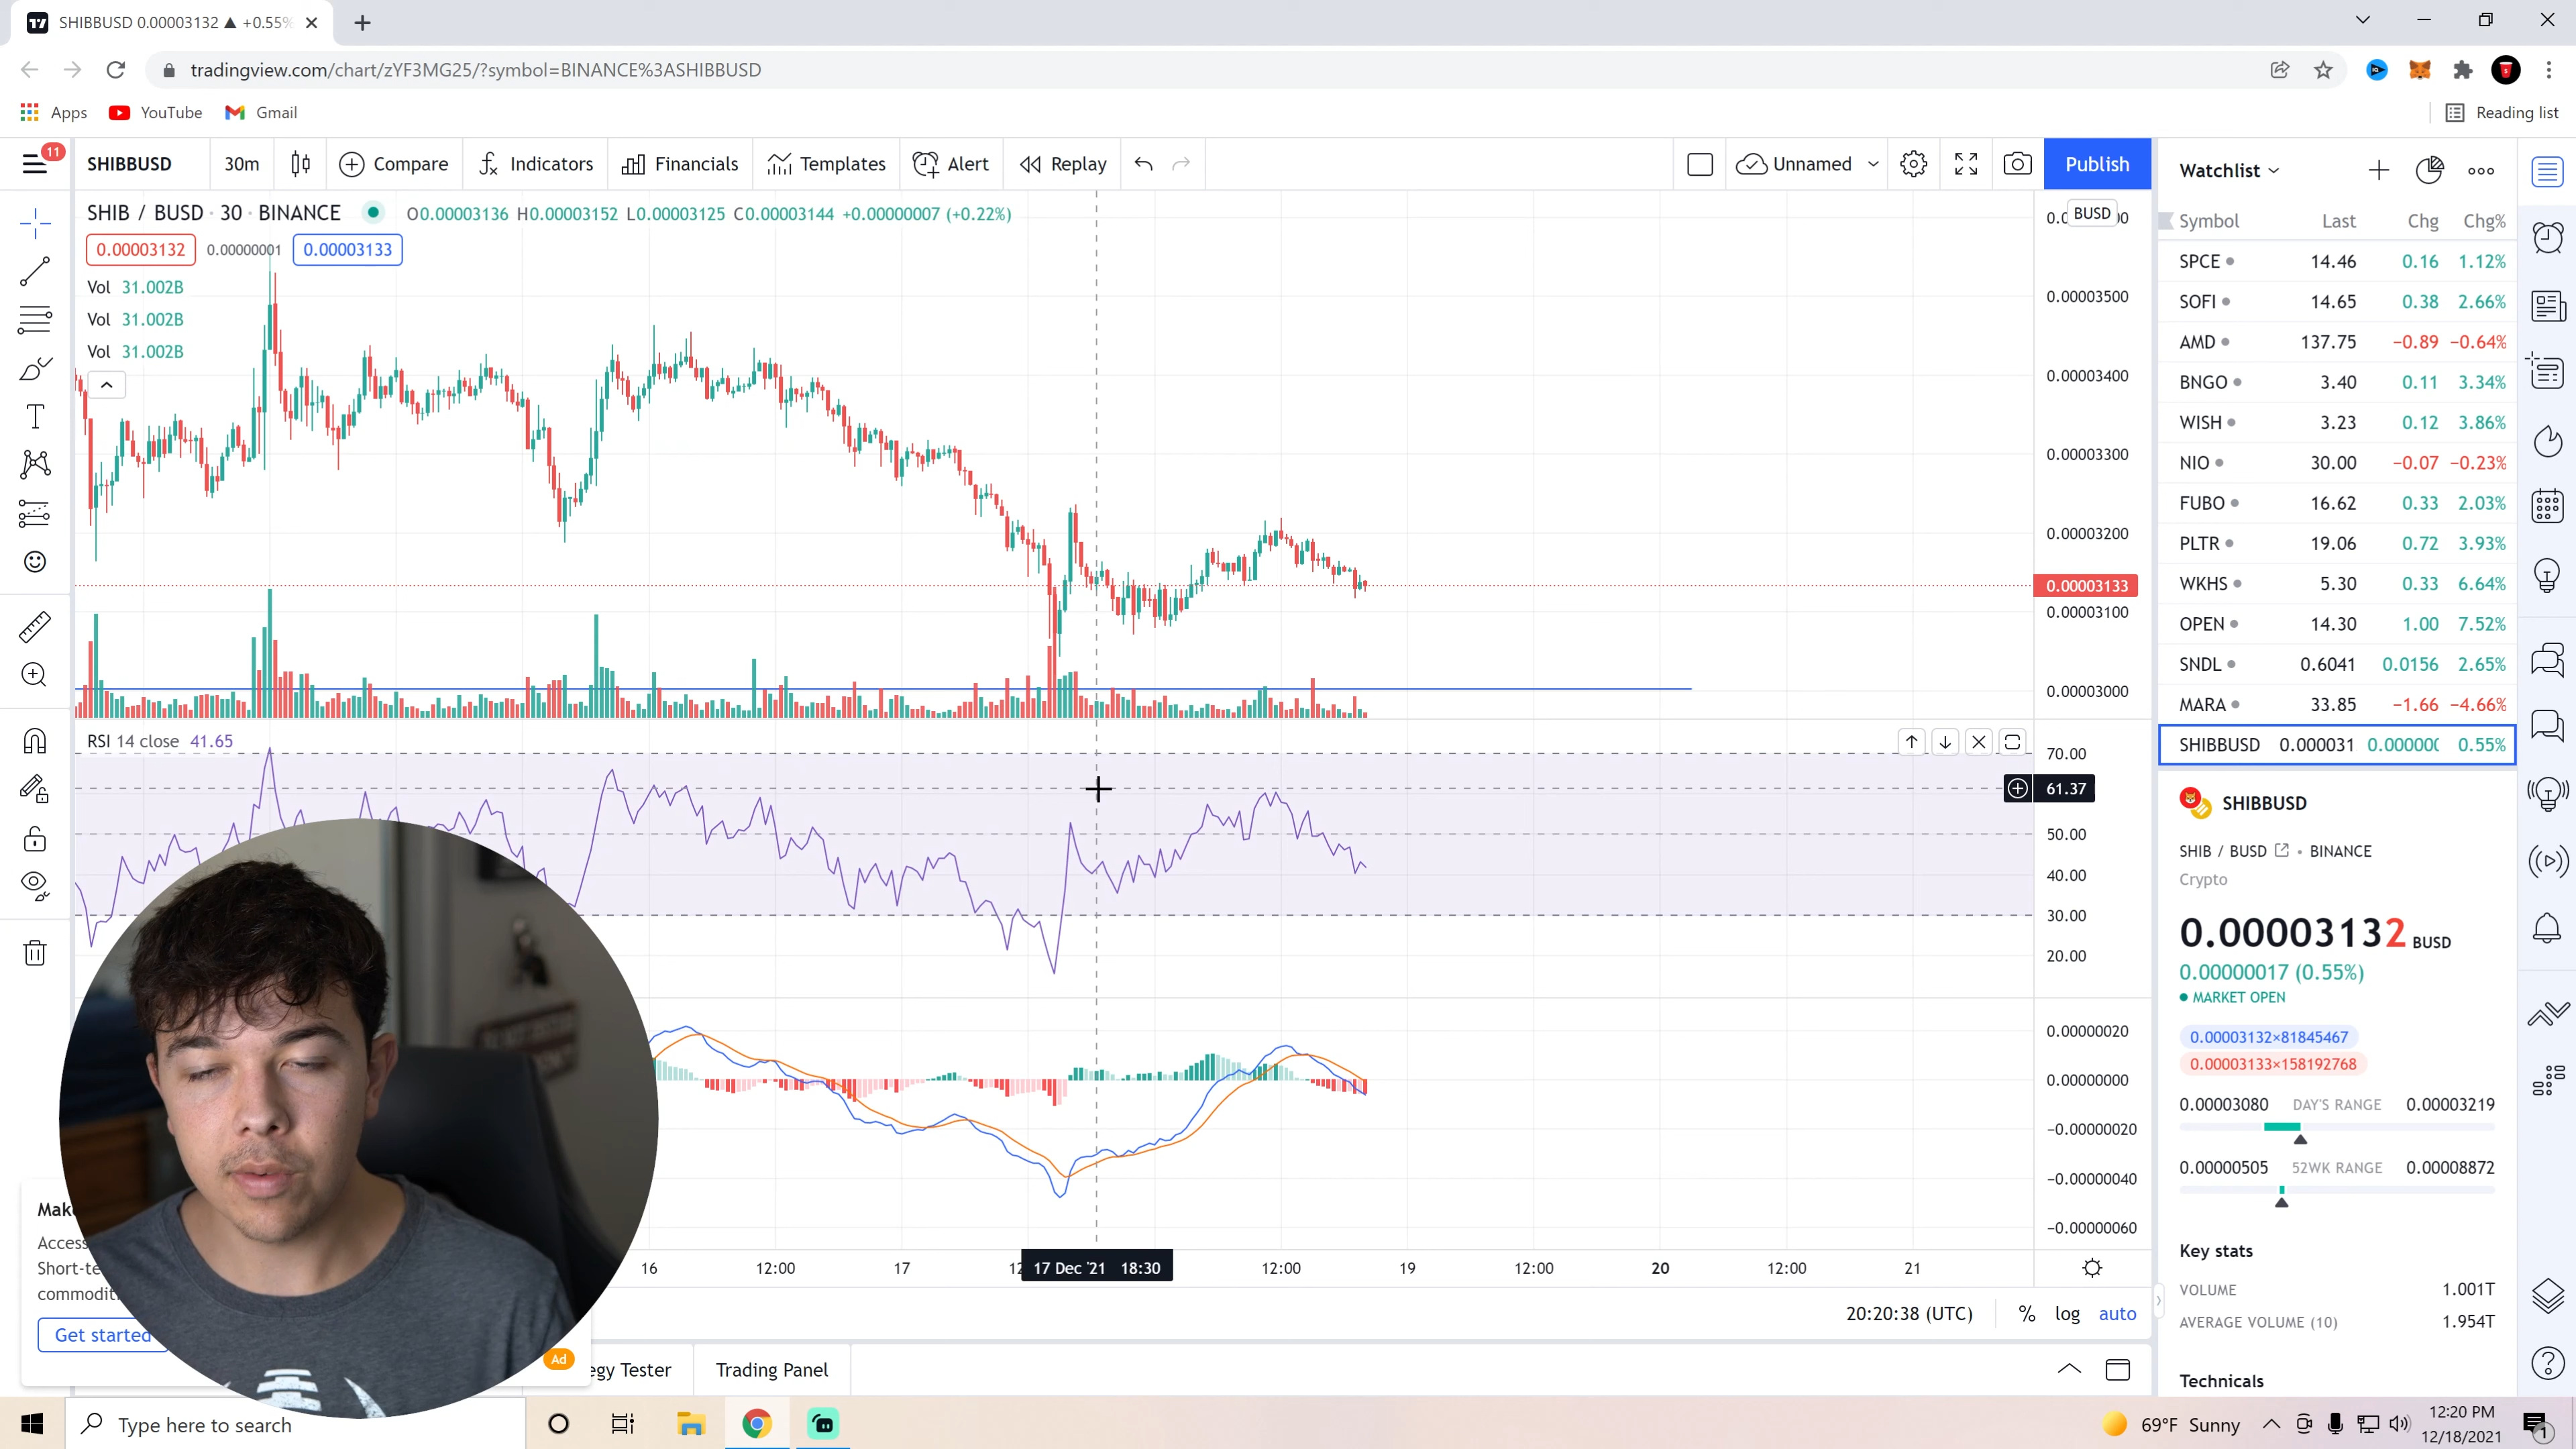 SHIBBUSD 0.00003132 ▲ +0.55%
tradingview.com/chart/zYF3MG25/?symbol=BINANCE%3ASHIBBUSD
Apps YouTube Gmail Reading list
11
SHIBBUSD 30m Compare Indicators Financials Templates Alert Replay Unnamed Publish
SHIB / BUSD · 30 · BINANCE O0.00003136 H0.00003152 L0.00003125 C0.00003144 +0.00000007 (+0.22%)
0.00003132 0.00000001 0.00003133
Vol 31.002B
Vol 31.002B
Vol 31.002B
BUSD
0.00003500
0.00003400
0.00003300
0.00003200
0.00003133
0.00003100
0.00003000
RSI 14 close 41.65
70.00
61.37
50.00
40.00
30.00
20.00
0.00000020
0.00000000
−0.00000020
−0.00000040
−0.00000060
16 12:00 17 17 Dec '21 18:30 12:00 19 12:00 20 12:00 21
20:20:38 (UTC) % log auto
Access
Short-te
commodit
Get started
Ad
egy Tester Trading Panel
Watchlist
Symbol Last Chg Chg%
SPCE 14.46 0.16 1.12%
SOFI 14.65 0.38 2.66%
AMD 137.75 −0.89 −0.64%
BNGO 3.40 0.11 3.34%
WISH 3.23 0.12 3.86%
NIO 30.00 −0.07 −0.23%
FUBO 16.62 0.33 2.03%
PLTR 19.06 0.72 3.93%
WKHS 5.30 0.33 6.64%
OPEN 14.30 1.00 7.52%
SNDL 0.6041 0.0156 2.65%
MARA 33.85 −1.66 −4.66%
SHIBBUSD 0.000031 0.000000 0.55%
SHIBBUSD
SHIB / BUSD • BINANCE
Crypto
0.00003132 BUSD
0.00000017 (0.55%)
MARKET OPEN
0.00003132×81845467
0.00003133×158192768
0.00003080 DAY'S RANGE 0.00003219
0.00000505 52WK RANGE 0.00008872
Key stats
VOLUME 1.001T
AVERAGE VOLUME (10) 1.954T
Technicals
Type here to search
69°F Sunny
12:20 PM
12/18/2021
1